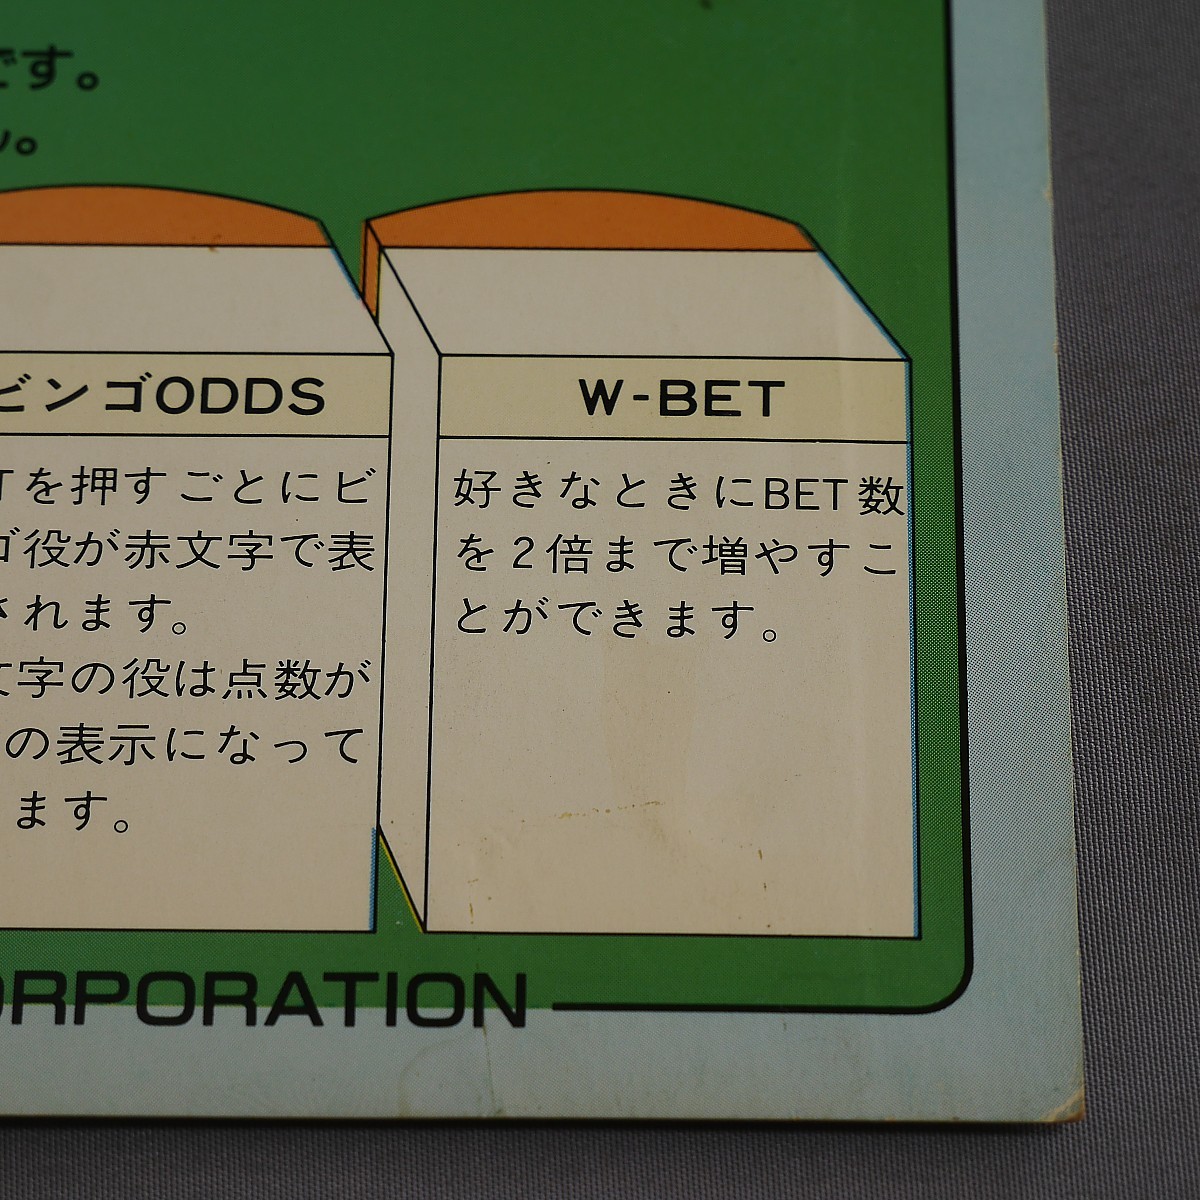 です。
ん。
ビンゴODDS
Tを押すごとにビ
ゴ役が赤文字で表
されます。
文字の役は点数が
の表示になって
ます。
W-BET
好きなときにBET数
を2倍まで増やすこ
とができます。
ORPORATION